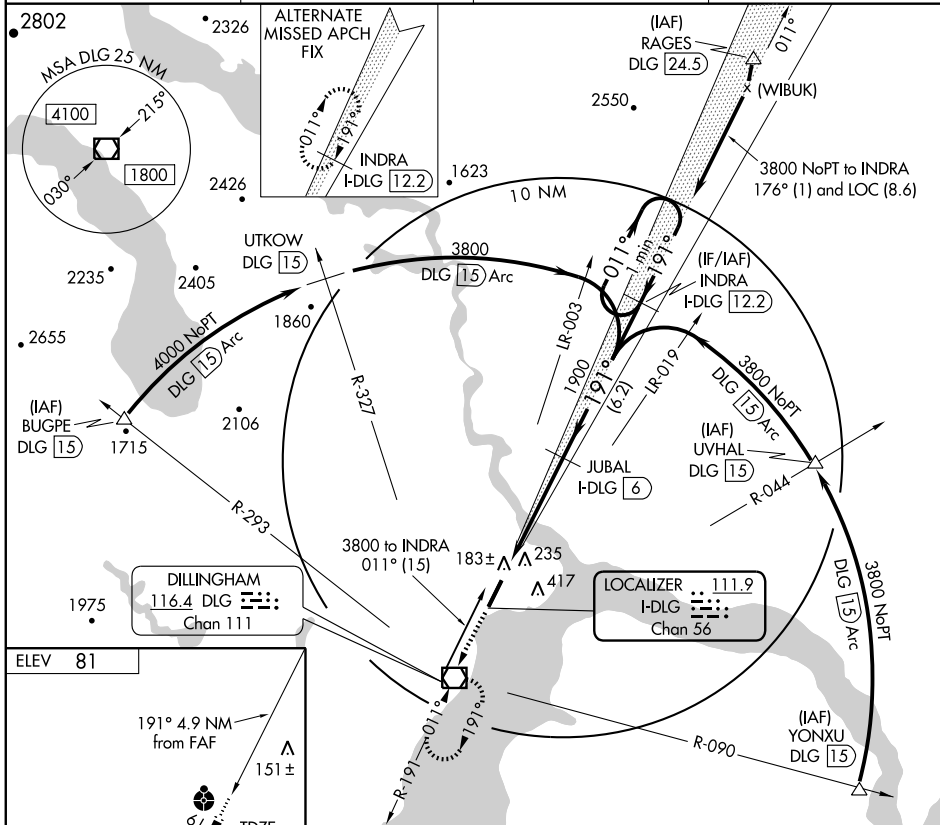 2802
2326
MSA DLG 25 NM
4100
215°
030°
1800
ALTERNATE
MISSED APCH
FIX
011°
191°
INDRA
I-DLG 12.2
(IAF)
RAGES
DLG 24.5
011°
(WIBUK)
2550
3800 NoPT to INDRA
176° (1) and LOC (8.6)
1623
2426
10 NM
UTKOW
DLG 15
3800
DLG 15 Arc
011°
1 min
191°
(IF/IAF)
INDRA
I-DLG 12.2
2235
2405
1860
2655
4000 NoPT
DLG 15 Arc
R-327
LR-003
1900
191°
(6.2)
LR-019
3800 NoPT
DLG 15 Arc
(IAF)
BUGPE
DLG 15
1715
2106
JUBAL
I-DLG 6
(IAF)
UVHAL
DLG 15
R-044
R-293
3800 to INDRA
011° (15)
183±
235
417
DILLINGHAM
116.4 DLG
Chan 111
LOCALIZER 111.9
I-DLG
Chan 56
3800 NoPT
DLG 15 Arc
1975
ELEV 81
191° 4.9 NM
from FAF
151±
011°
191°
R-191
R-090
(IAF)
YONXU
DLG 15